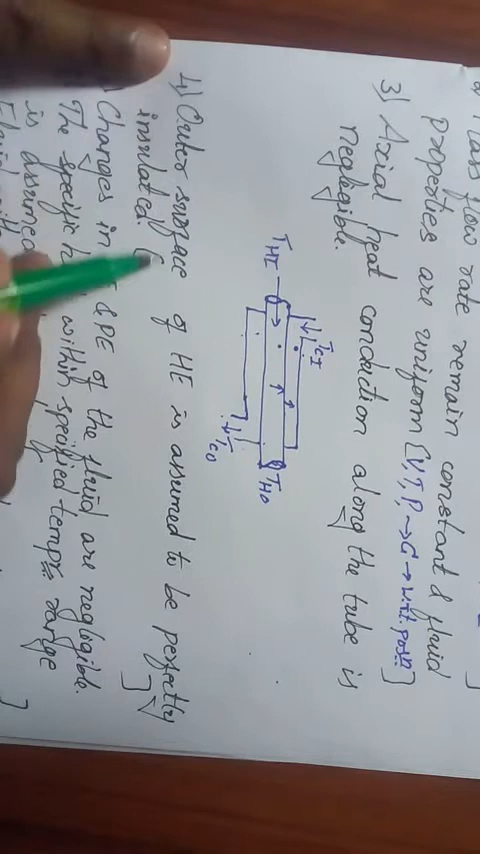 Mass flow rate remain constant & fluid
properties are uniform [V, T, P, → C → w.r.t. posn]
3) Axial heat conduction along the tube is
negligible.
THI
TCI
THO
TCO
4) Outer surface of HE is assumed to be perfectly
insulated.
Changes in & PE of the fluid are negligible.
The specific within specified tempr range
is assumed
Fluid